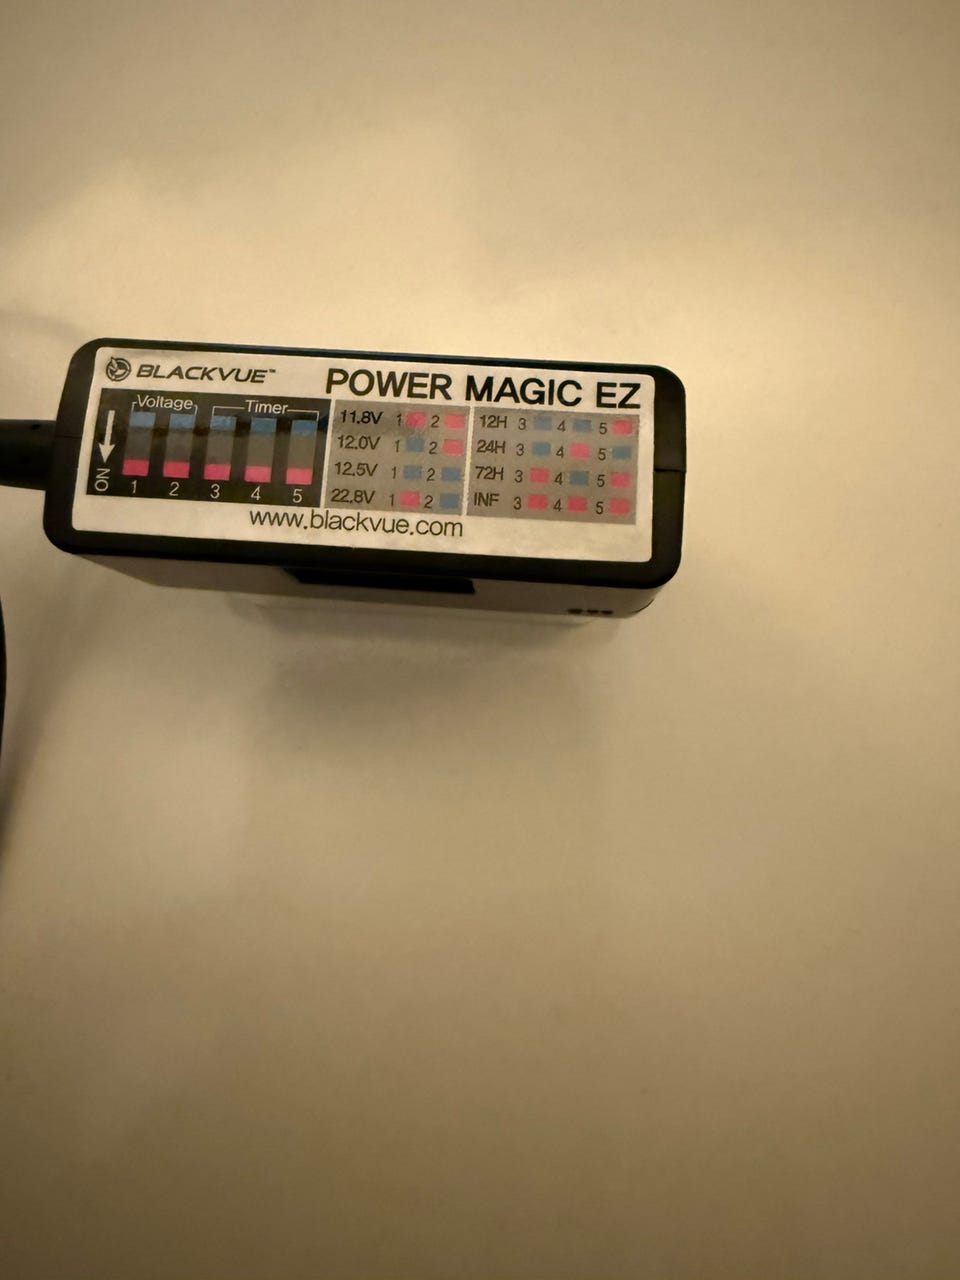 BLACKVUE™
POWER MAGIC EZ
Voltage Timer
ON
1 2 3 4 5
11.8V 1 2
12.0V 1 2
12.5V 1 2
22.8V 1 2
12H 3 4 5
24H 3 4 5
72H 3 4 5
INF 3 4 5
www.blackvue.com